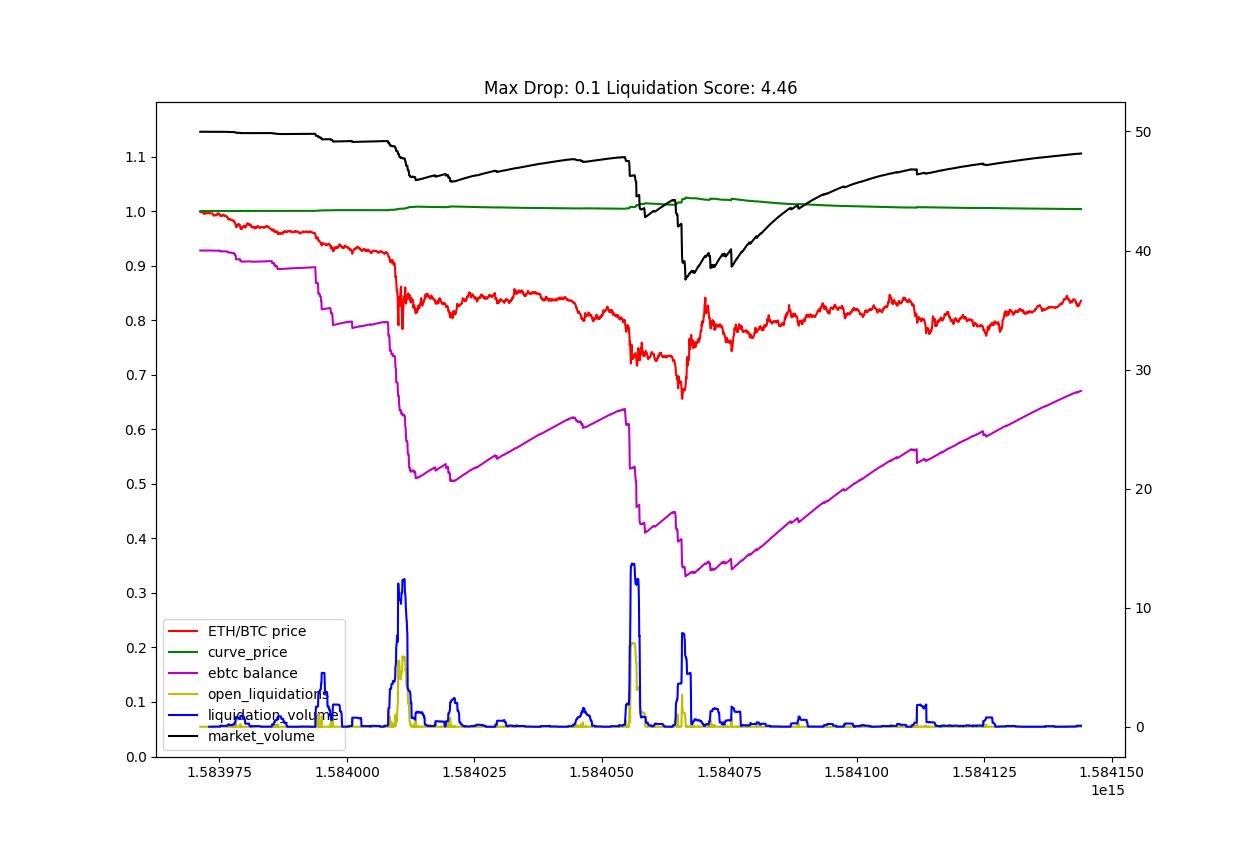 Max Drop: 0.1 Liquidation Score: 4.46
1.1
1.0
0.9
0.8
0.7
0.6
0.5
0.4
0.3
0.2
0.1
0.0
50
40
30
20
10
0
ETH/BTC price
curve_price
ebtc balance
open_liquidations
liquidation_volume
market_volume
1.583975 1.584000 1.584025 1.584050 1.584075 1.584100 1.584125 1.584150
1e15